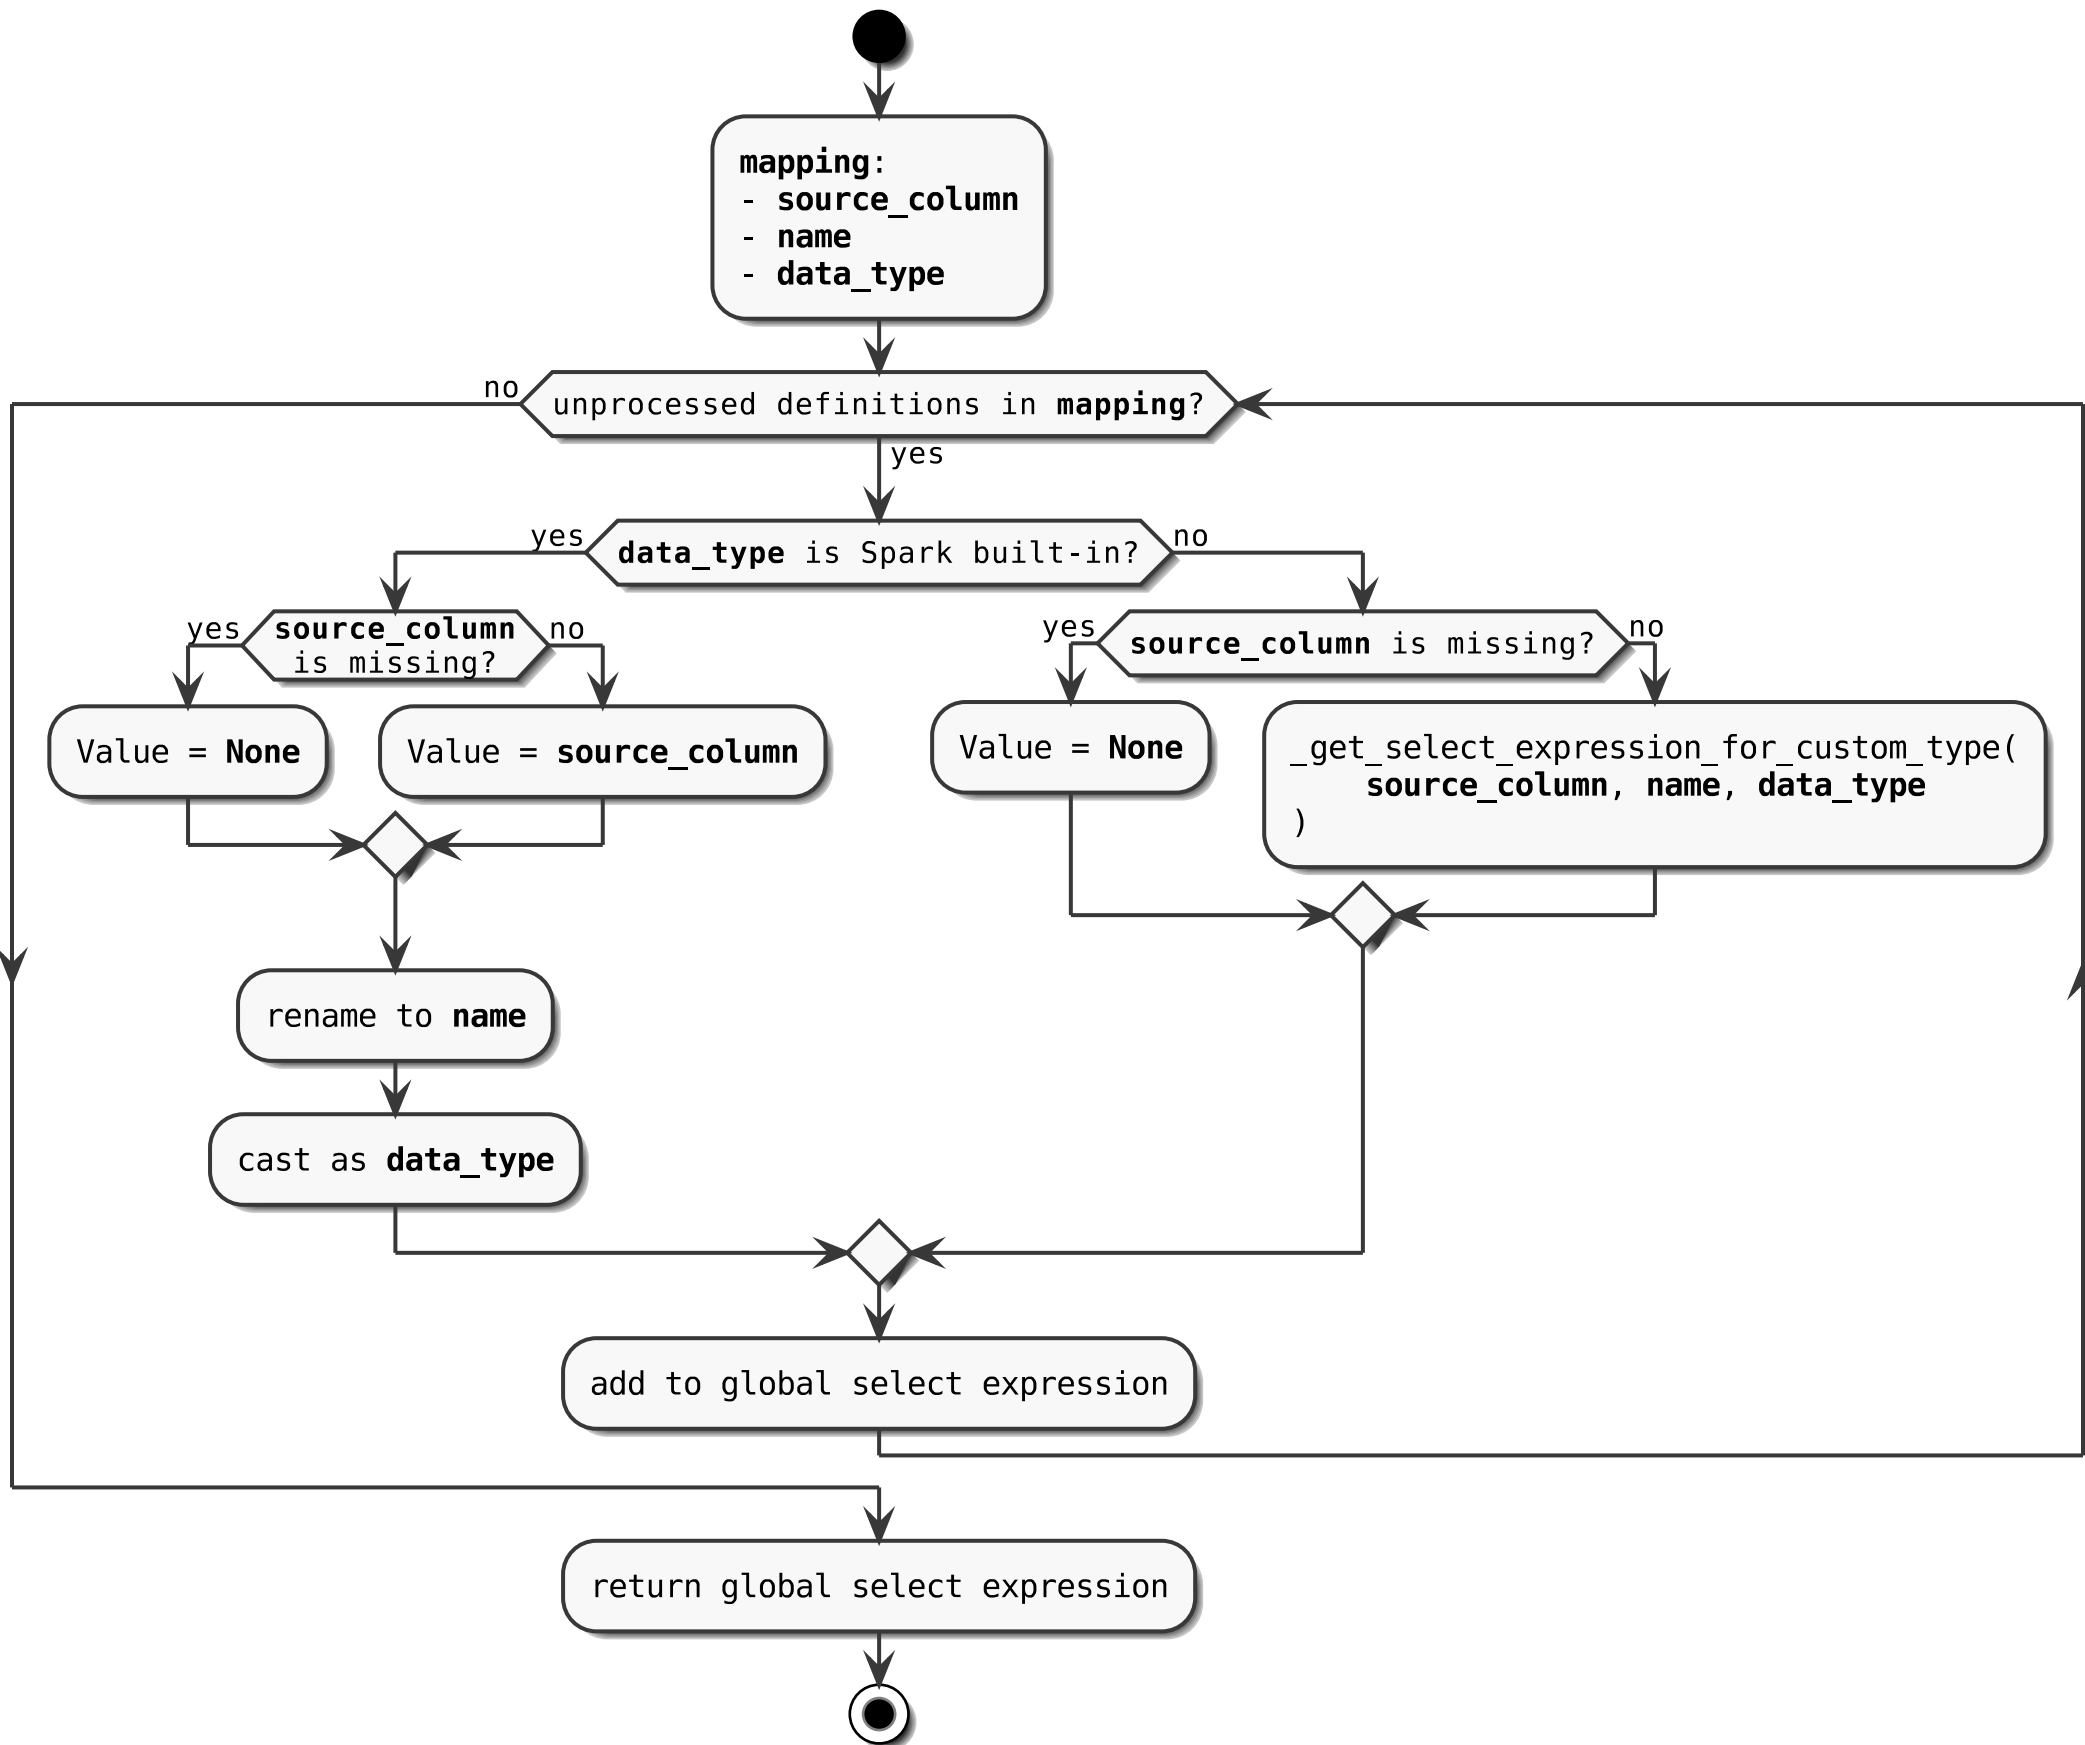 mapping:
- source_column
- name
- data_type
no
unprocessed definitions in mapping?
yes
yes
data_type is Spark built-in?
no
yes
source_column
is missing?
no
yes
source_column is missing?
no
Value = None
Value = source_column
Value = None
_get_select_expression_for_custom_type(
source_column, name, data_type
)
rename to name
cast as data_type
add to global select expression
return global select expression